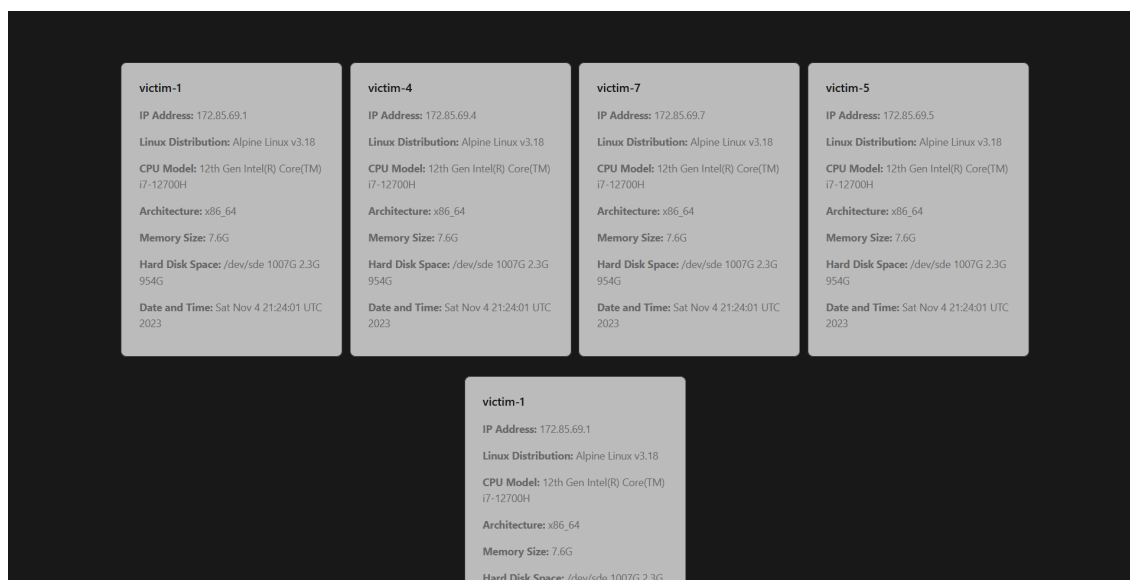 victim-1
IP Address: 172.85.69.1
Linux Distribution: Alpine Linux v3.18
CPU Model: 12th Gen Intel(R) Core(TM)
i7-12700H
Architecture: x86_64
Memory Size: 7.6G
Hard Disk Space: /dev/sde 1007G 2.3G
954G
Date and Time: Sat Nov 4 21:24:01 UTC
2023
victim-4
IP Address: 172.85.69.4
Linux Distribution: Alpine Linux v3.18
CPU Model: 12th Gen Intel(R) Core(TM)
i7-12700H
Architecture: x86_64
Memory Size: 7.6G
Hard Disk Space: /dev/sde 1007G 2.3G
954G
Date and Time: Sat Nov 4 21:24:01 UTC
2023
victim-7
IP Address: 172.85.69.7
Linux Distribution: Alpine Linux v3.18
CPU Model: 12th Gen Intel(R) Core(TM)
i7-12700H
Architecture: x86_64
Memory Size: 7.6G
Hard Disk Space: /dev/sde 1007G 2.3G
954G
Date and Time: Sat Nov 4 21:24:01 UTC
2023
victim-5
IP Address: 172.85.69.5
Linux Distribution: Alpine Linux v3.18
CPU Model: 12th Gen Intel(R) Core(TM)
i7-12700H
Architecture: x86_64
Memory Size: 7.6G
Hard Disk Space: /dev/sde 1007G 2.3G
954G
Date and Time: Sat Nov 4 21:24:01 UTC
2023
victim-1
IP Address: 172.85.69.1
Linux Distribution: Alpine Linux v3.18
CPU Model: 12th Gen Intel(R) Core(TM)
i7-12700H
Architecture: x86_64
Memory Size: 7.6G
Hard Disk Space: /dev/sde 1007G 2.3G